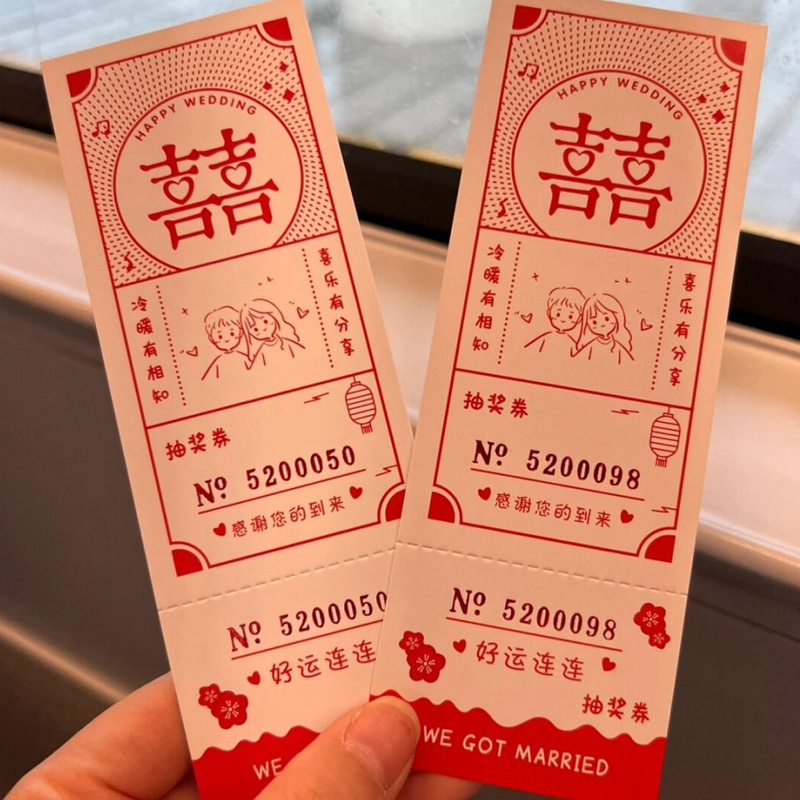 HAPPY WEDDING
囍
冷暖有相知
喜乐有分享
抽奖券
Nº 5200050
感谢您的到来
Nº 5200050
好运连连
WE
HAPPY WEDDING
囍
冷暖有相知
喜乐有分享
抽奖券
Nº 5200098
感谢您的到来
Nº 5200098
好运连连
抽奖券
WE GOT MARRIED